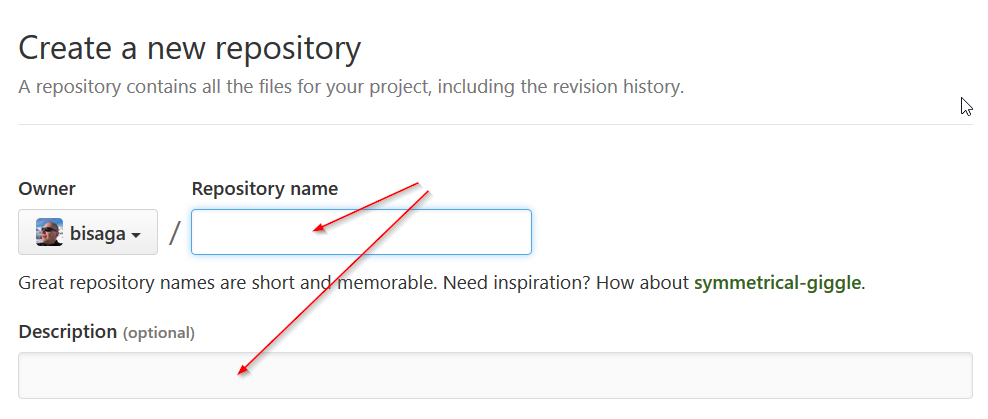 Create a new repository
A repository contains all the files for your project, including the revision history.
Owner Repository name
bisaga /
Great repository names are short and memorable. Need inspiration? How about symmetrical-giggle.
Description (optional)